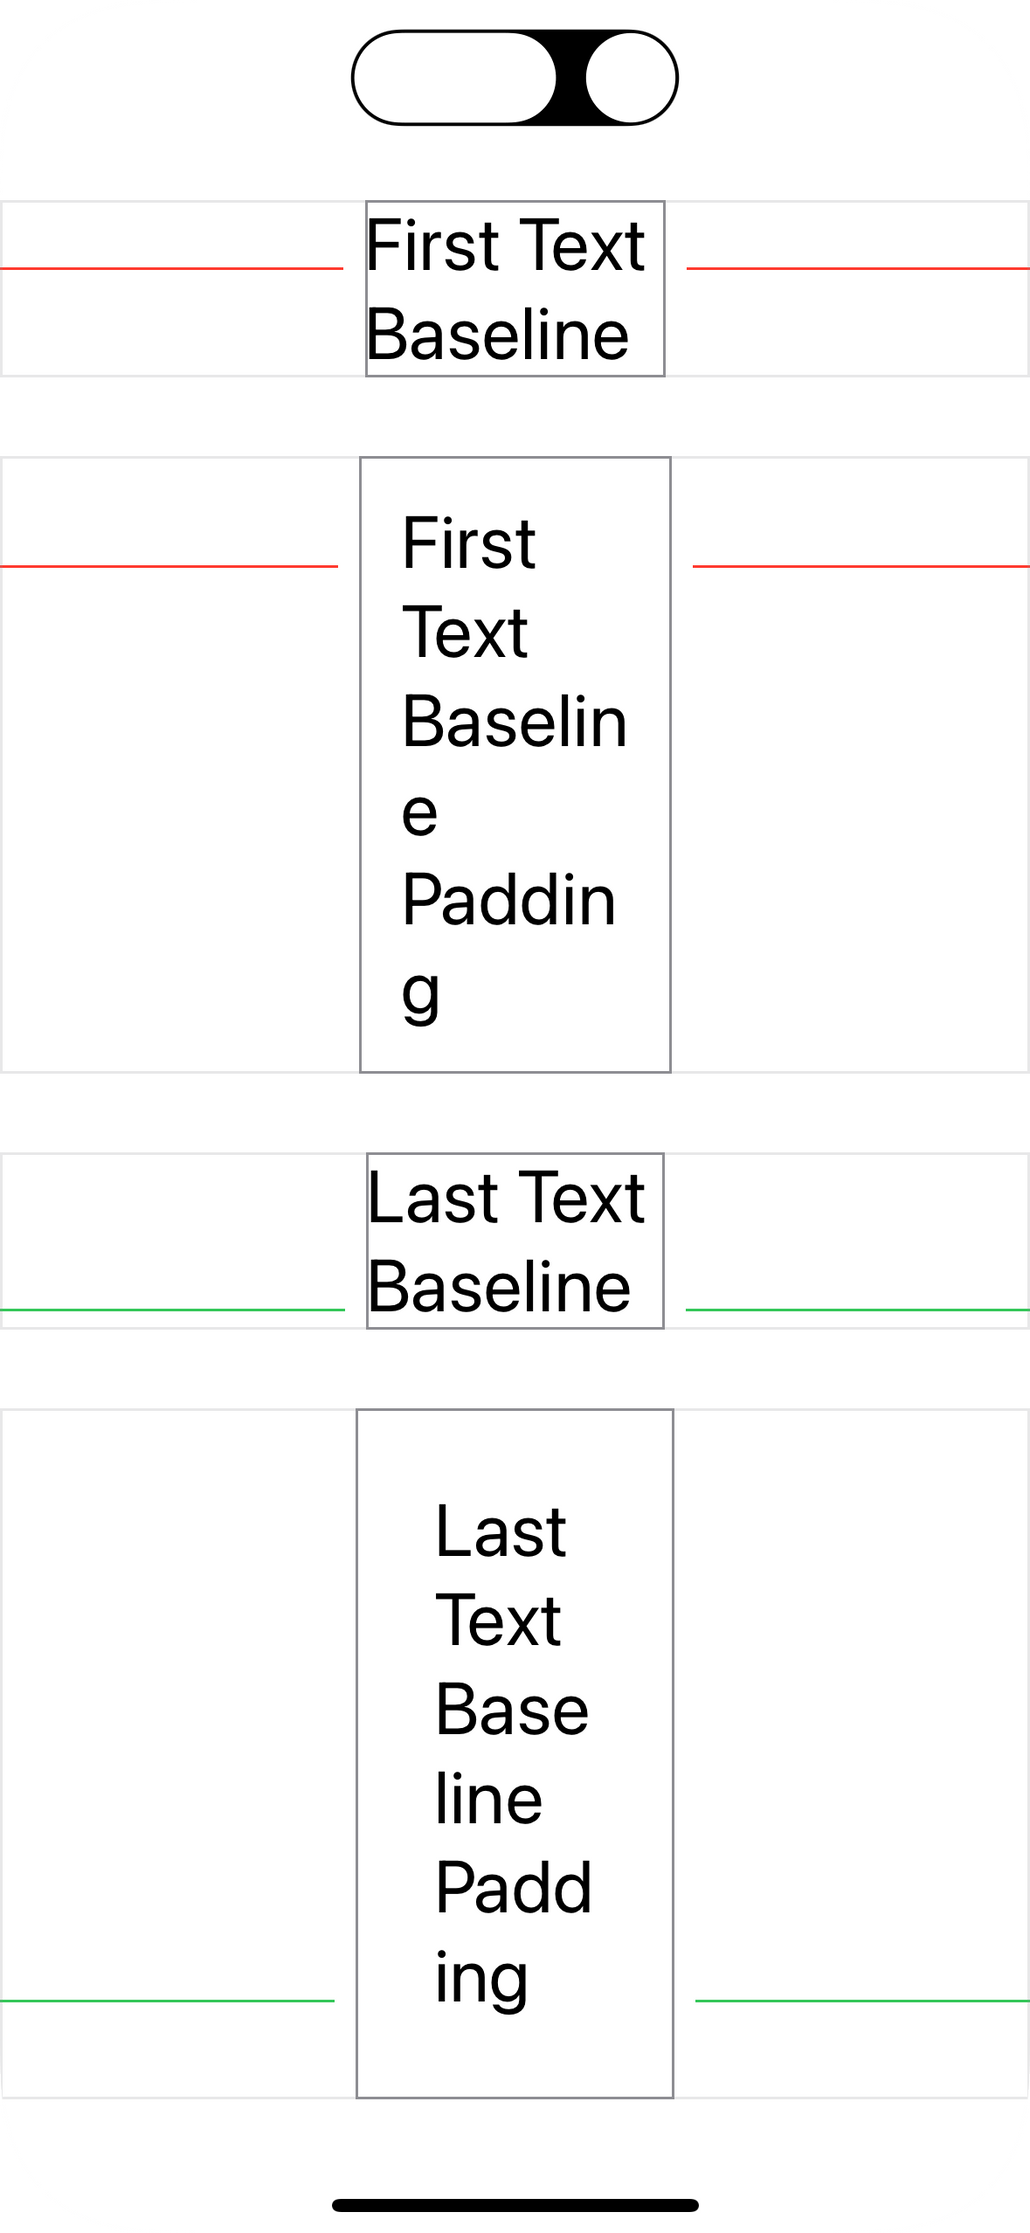 First Text
Baseline
First
Text
Baselin
e
Paddin
g
Last Text
Baseline
Last
Text
Base
line
Padd
ing